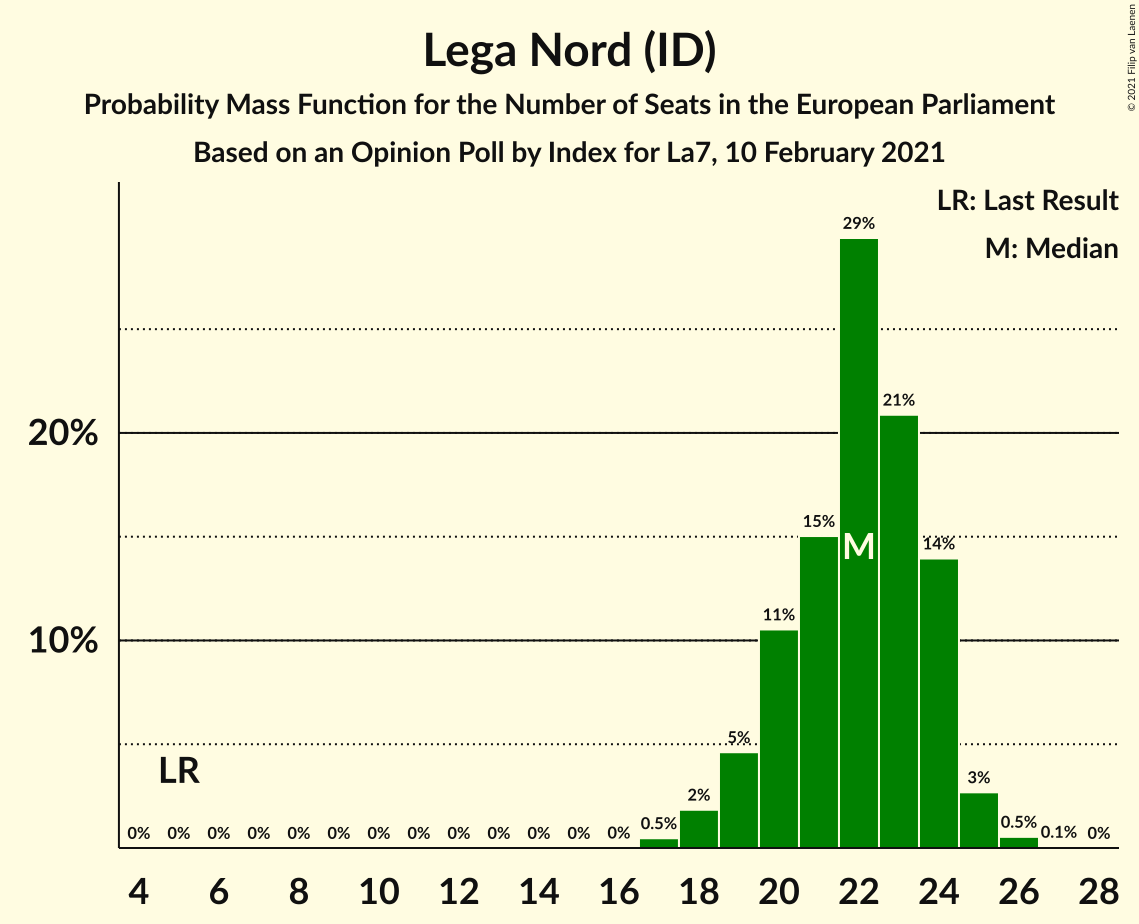 Lega Nord (ID)
Probability Mass Function for the Number of Seats in the European Parliament
Based on an Opinion Poll by Index for La7, 10 February 2021
© 2021 Filip van Laenen
LR: Last Result
M: Median
29%
21%
20%
15%
14%
M
11%
10%
5%
LR
3%
2%
0% 0% 0% 0% 0% 0% 0% 0% 0% 0% 0% 0% 0% 0.5% 0.5% 0.1% 0%
4 6 8 10 12 14 16 18 20 22 24 26 28